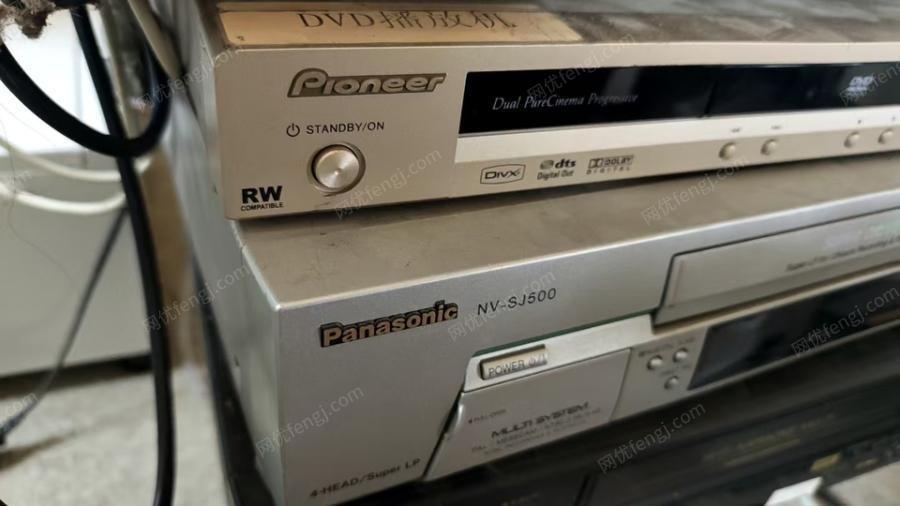 DVD播放机
Pioneer
Dual PureCinema Progressive
DVD
STANDBY/ON
RW
COMPATIBLE
DivX
dts
Digital Out
DOLBY
DIGITAL
Panasonic
NV-SJ500
POWER
MULTI SYSTEM
4-HEAD/Super LP
网优fengj.com